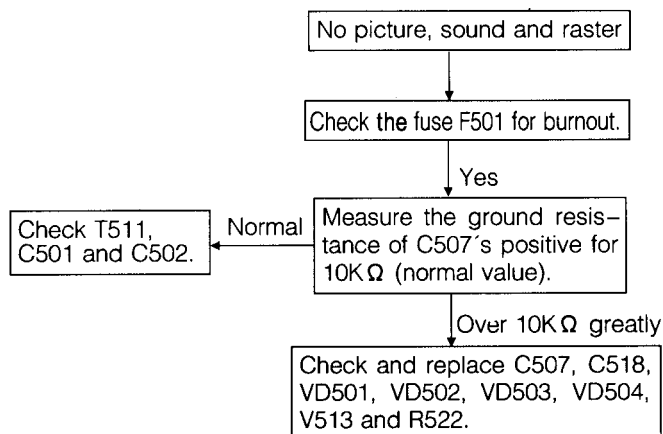 No picture, sound and raster
Check the fuse F501 for burnout.
Yes
Measure the ground resis-
tance of C507's positive for
10KΩ (normal value).
Normal
Check T511,
C501 and C502.
Over 10KΩ greatly
Check and replace C507, C518,
VD501, VD502, VD503, VD504,
V513 and R522.